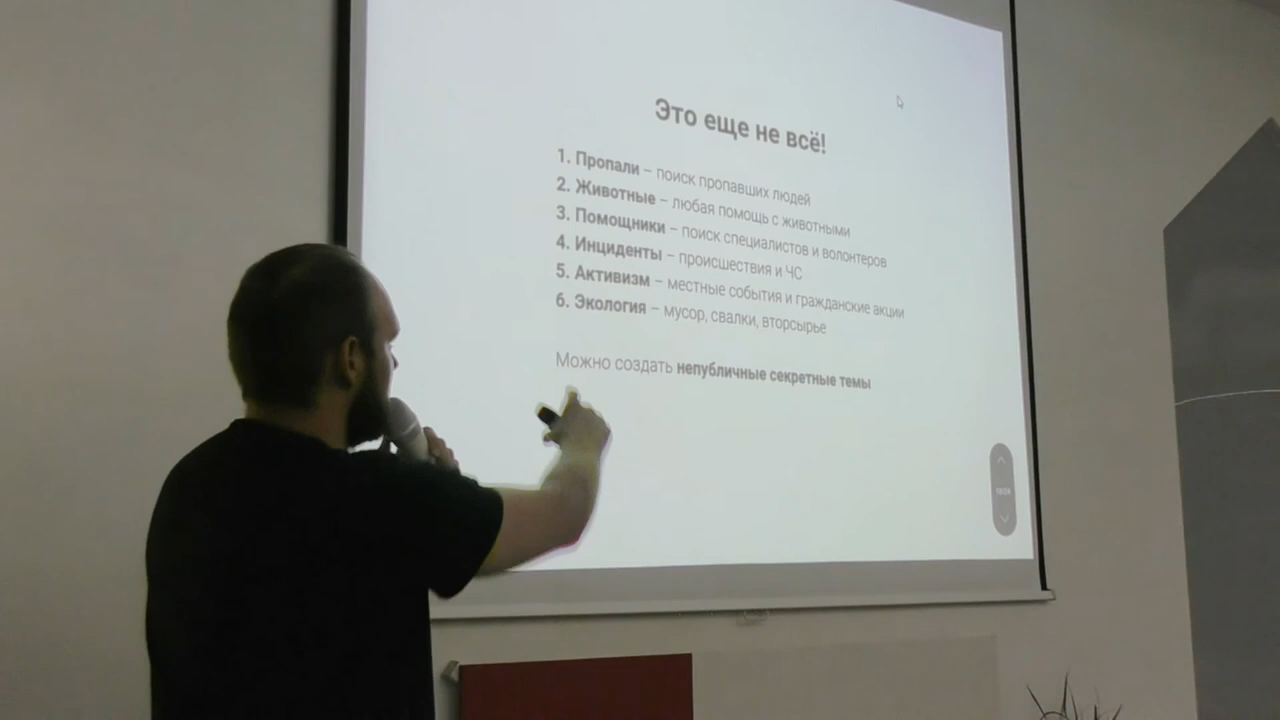 Это еще не всё!
1. Пропали – поиск пропавших людей
2. Животные – любая помощь с животными
3. Помощники – поиск специалистов и волонтеров
4. Инциденты – происшествия и ЧС
5. Активизм – местные события и гражданские акции
6. Экология – мусор, свалки, вторсырье
Можно создать непубличные секретные темы